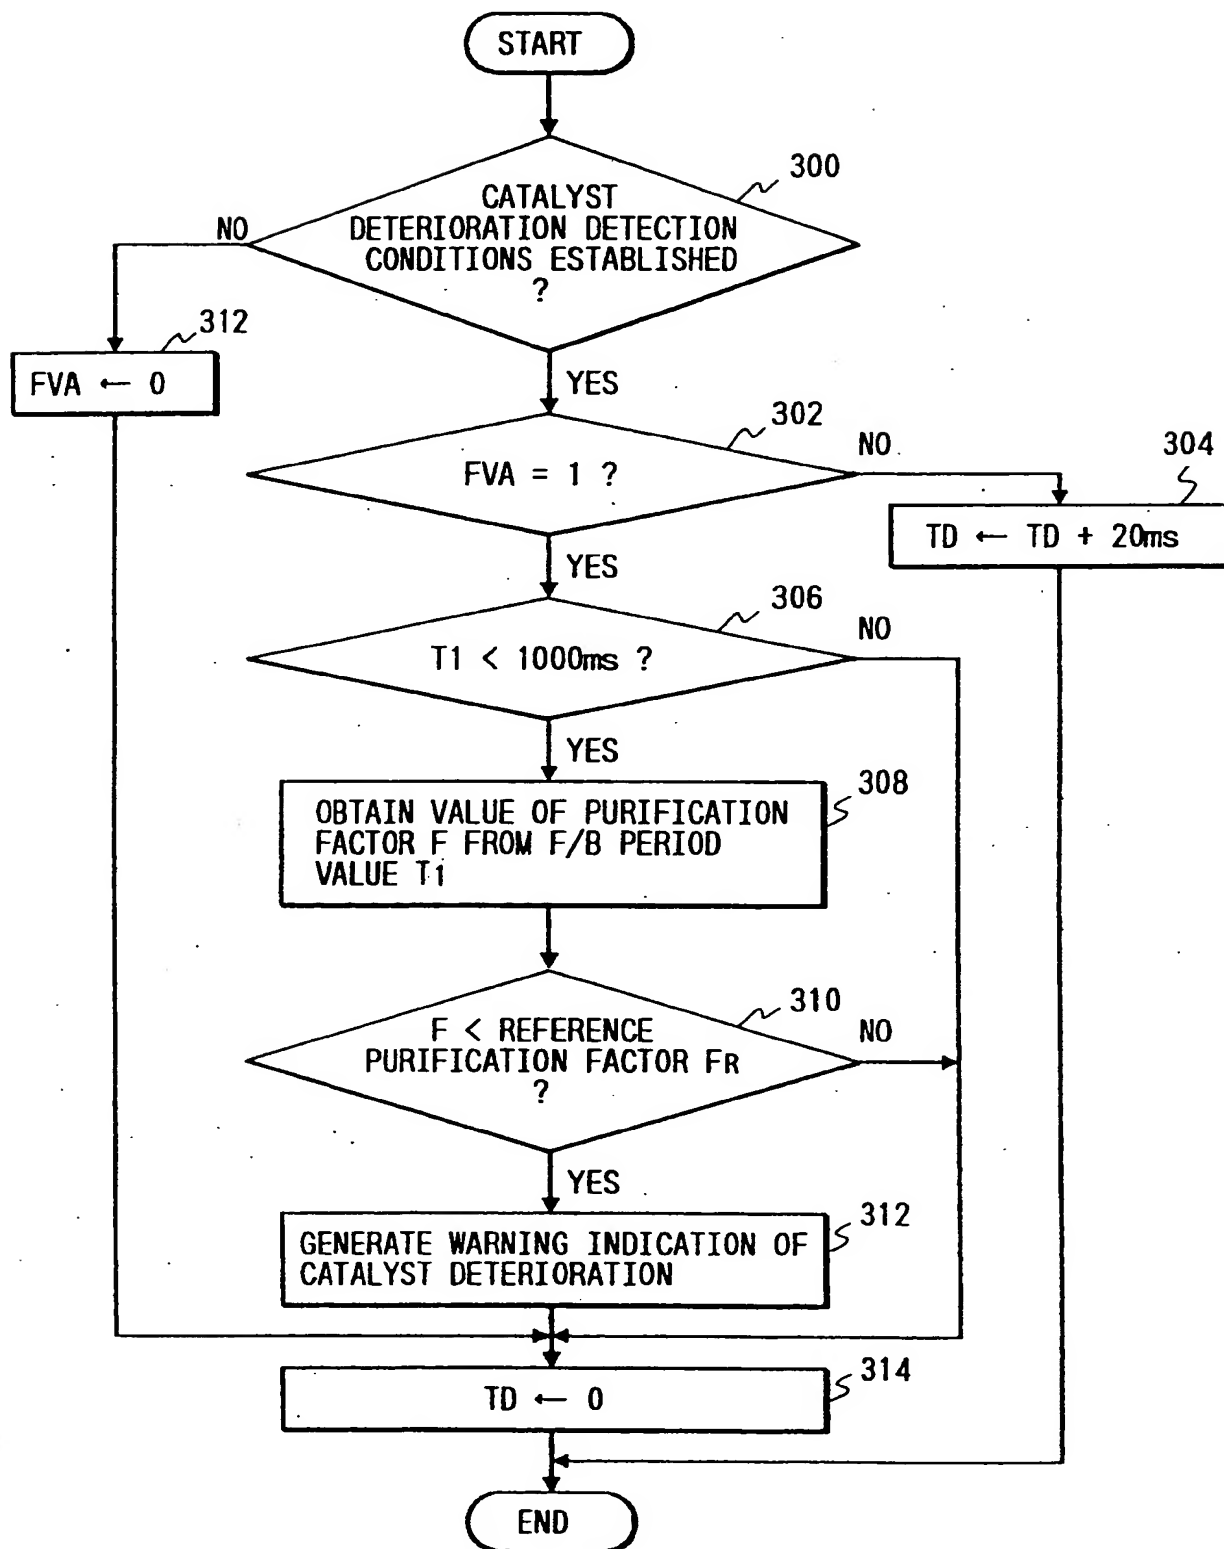 START
300
CATALYST
DETERIORATION DETECTION
CONDITIONS ESTABLISHED
?
NO
312
FVA ← 0
YES
302
FVA = 1 ?
NO
304
TD ← TD + 20ms
YES
306
T1 < 1000ms ?
NO
YES
308
OBTAIN VALUE OF PURIFICATION
FACTOR F FROM F/B PERIOD
VALUE T1
310
F < REFERENCE
PURIFICATION FACTOR FR
?
NO
YES
312
GENERATE WARNING INDICATION OF
CATALYST DETERIORATION
314
TD ← 0
END